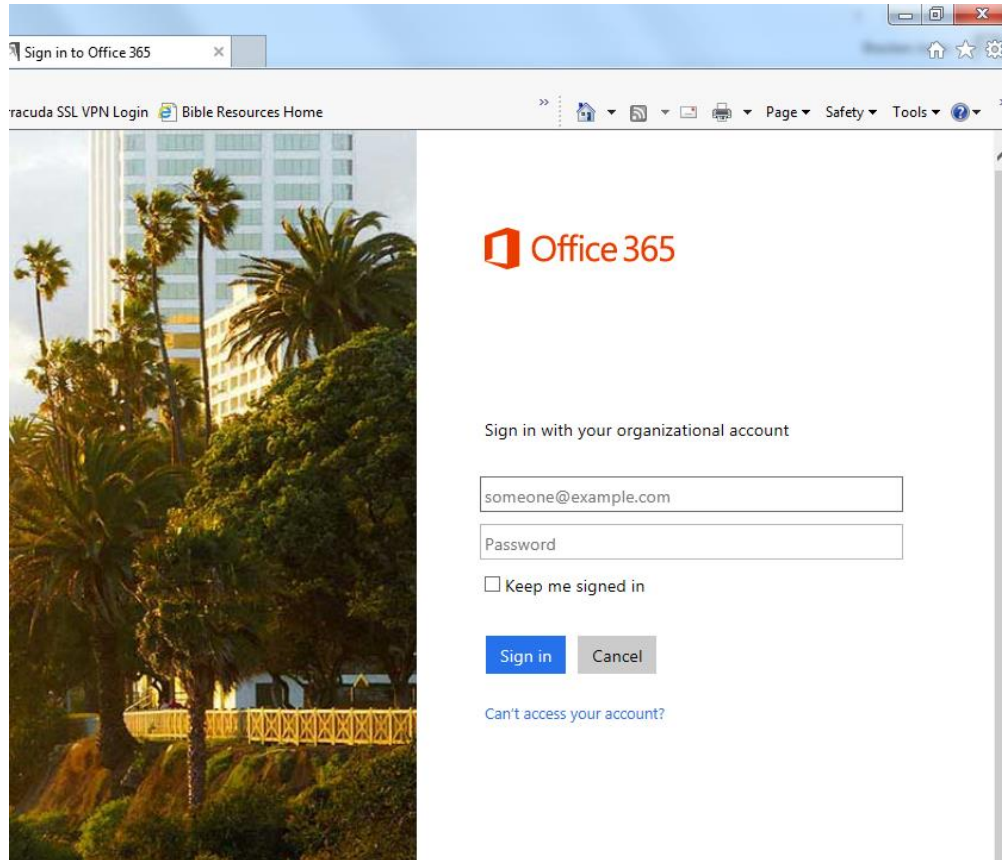 Sign in to Office 365
rracuda SSL VPN Login Bible Resources Home » Page Safety Tools
Office 365
Sign in with your organizational account
someone@example.com
Password
Keep me signed in
Sign in Cancel
Can't access your account?